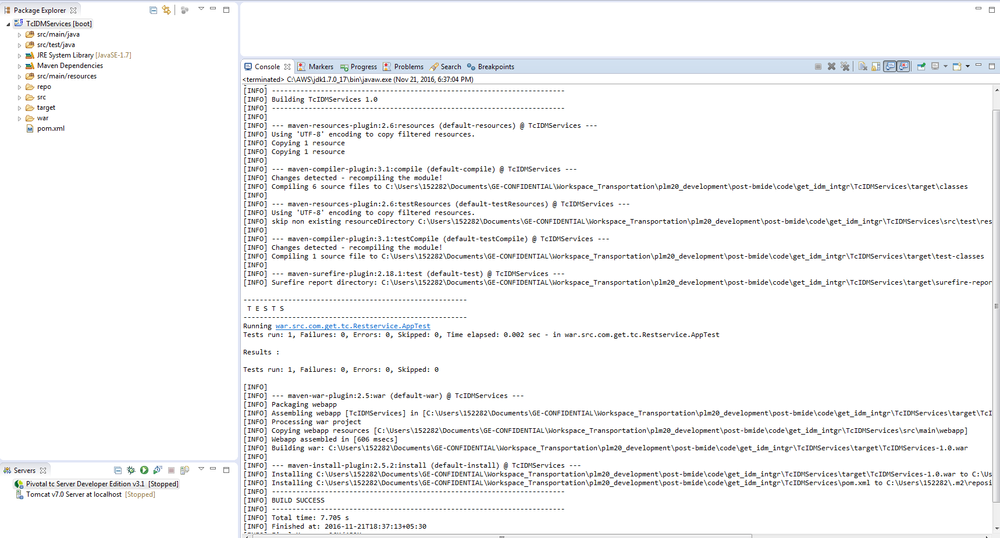 Package Explorer
TcIDMServices [boot]
src/main/java
src/test/java
JRE System Library [JavaSE-1.7]
Maven Dependencies
src/main/resources
repo
src
target
war
pom.xml
Servers
Pivotal tc Server Developer Edition v3.1 [Stopped]
Tomcat v7.0 Server at localhost [Stopped]
Console Markers Progress Problems Search Breakpoints
<terminated> C:\AWS\jdk1.7.0_17\bin\javaw.exe (Nov 21, 2016, 6:37:04 PM)
[INFO] ------------------------------------------------------------------------
[INFO] Building TcIDMServices 1.0
[INFO] ------------------------------------------------------------------------
[INFO]
[INFO] --- maven-resources-plugin:2.6:resources (default-resources) @ TcIDMServices ---
[INFO] Using 'UTF-8' encoding to copy filtered resources.
[INFO] Copying 1 resource
[INFO] Copying 1 resource
[INFO]
[INFO] --- maven-compiler-plugin:3.1:compile (default-compile) @ TcIDMServices ---
[INFO] Changes detected - recompiling the module!
[INFO] Compiling 6 source files to C:\Users\152282\Documents\GE-CONFIDENTIAL\Workspace_Transportation\plm20_development\post-bmide\code\get_idm_intgr\TcIDMServices\target\classes
[INFO]
[INFO] --- maven-resources-plugin:2.6:testResources (default-testResources) @ TcIDMServices ---
[INFO] Using 'UTF-8' encoding to copy filtered resources.
[INFO] skip non existing resourceDirectory C:\Users\152282\Documents\GE-CONFIDENTIAL\Workspace_Transportation\plm20_development\post-bmide\code\get_idm_intgr\TcIDMServices\src\test\res
[INFO]
[INFO] --- maven-compiler-plugin:3.1:testCompile (default-testCompile) @ TcIDMServices ---
[INFO] Changes detected - recompiling the module!
[INFO] Compiling 1 source file to C:\Users\152282\Documents\GE-CONFIDENTIAL\Workspace_Transportation\plm20_development\post-bmide\code\get_idm_intgr\TcIDMServices\target\test-classes
[INFO]
[INFO] --- maven-surefire-plugin:2.18.1:test (default-test) @ TcIDMServices ---
[INFO] Surefire report directory: C:\Users\152282\Documents\GE-CONFIDENTIAL\Workspace_Transportation\plm20_development\post-bmide\code\get_idm_intgr\TcIDMServices\target\surefire-repor
-------------------------------------------------------
T E S T S
-------------------------------------------------------
Running war.src.com.get.tc.Restservice.AppTest
Tests run: 1, Failures: 0, Errors: 0, Skipped: 0, Time elapsed: 0.002 sec - in war.src.com.get.tc.Restservice.AppTest
Results :
Tests run: 1, Failures: 0, Errors: 0, Skipped: 0
[INFO]
[INFO] --- maven-war-plugin:2.5:war (default-war) @ TcIDMServices ---
[INFO] Packaging webapp
[INFO] Assembling webapp [TcIDMServices] in [C:\Users\152282\Documents\GE-CONFIDENTIAL\Workspace_Transportation\plm20_development\post-bmide\code\get_idm_intgr\TcIDMServices\target\TcI
[INFO] Processing war project
[INFO] Copying webapp resources [C:\Users\152282\Documents\GE-CONFIDENTIAL\Workspace_Transportation\plm20_development\post-bmide\code\get_idm_intgr\TcIDMServices\src\main\webapp]
[INFO] Webapp assembled in [606 msecs]
[INFO] Building war: C:\Users\152282\Documents\GE-CONFIDENTIAL\Workspace_Transportation\plm20_development\post-bmide\code\get_idm_intgr\TcIDMServices\target\TcIDMServices-1.0.war
[INFO]
[INFO] --- maven-install-plugin:2.5.2:install (default-install) @ TcIDMServices ---
[INFO] Installing C:\Users\152282\Documents\GE-CONFIDENTIAL\Workspace_Transportation\plm20_development\post-bmide\code\get_idm_intgr\TcIDMServices\target\TcIDMServices-1.0.war to C:\Us
[INFO] Installing C:\Users\152282\Documents\GE-CONFIDENTIAL\Workspace_Transportation\plm20_development\post-bmide\code\get_idm_intgr\TcIDMServices\pom.xml to C:\Users\152282\.m2\reposi
[INFO] ------------------------------------------------------------------------
[INFO] BUILD SUCCESS
[INFO] ------------------------------------------------------------------------
[INFO] Total time: 7.705 s
[INFO] Finished at: 2016-11-21T18:37:13+05:30